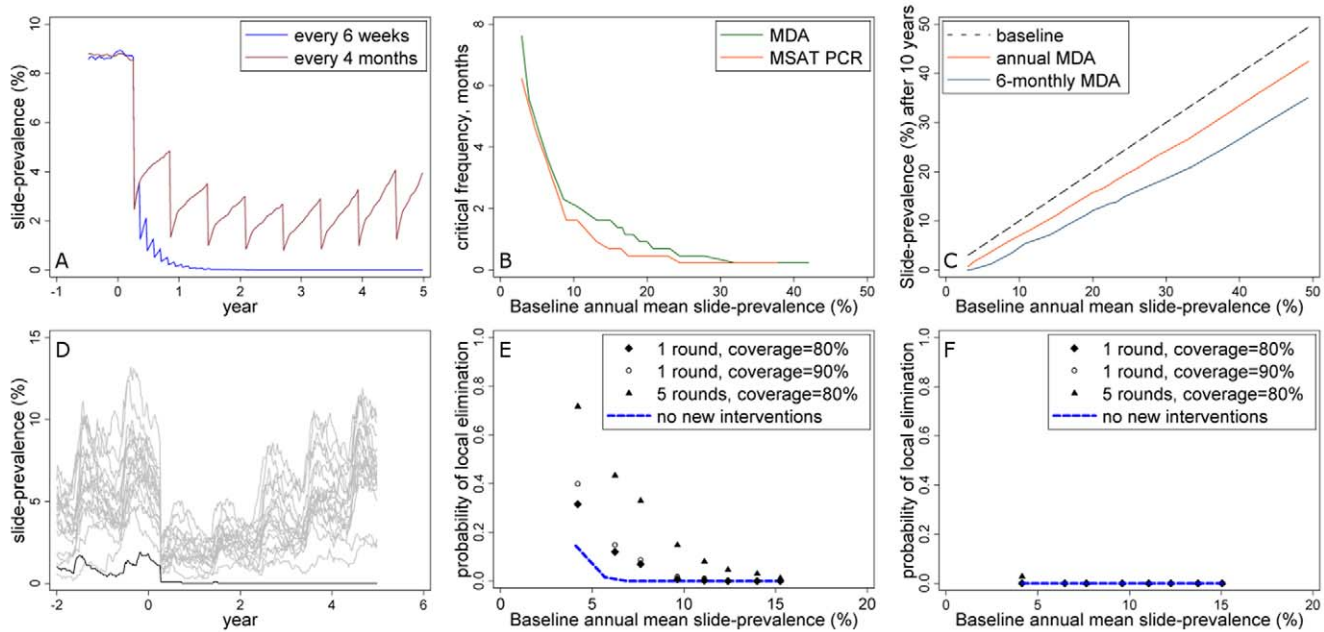 slide-prevalence (%)
10
8
6
4
2
0
every 6 weeks
every 4 months
A
-1 0 1 2 3 4 5
year
critical frequency, months
8
6
4
2
0
MDA
MSAT PCR
B
0 10 20 30 40 50
Baseline annual mean slide-prevalence (%)
Slide-prevalence (%) after 10 years
50
40
30
20
10
0
baseline
annual MDA
6-monthly MDA
C
0 10 20 30 40 50
Baseline annual mean slide-prevalence (%)
slide-prevalence (%)
15
10
5
0
D
-2 0 2 4 6
year
probability of local elimination
1.0
0.8
0.6
0.4
0.2
0.0
E
1 round, coverage=80%
1 round, coverage=90%
5 rounds, coverage=80%
no new interventions
0 5 10 15 20
Baseline annual mean slide-prevalence (%)
probability of local elimination
1.0
0.8
0.6
0.4
0.2
0.0
F
1 round, coverage=80%
1 round, coverage=90%
5 rounds, coverage=80%
no new interventions
0 5 10 15 20
Baseline annual mean slide-prevalence (%)